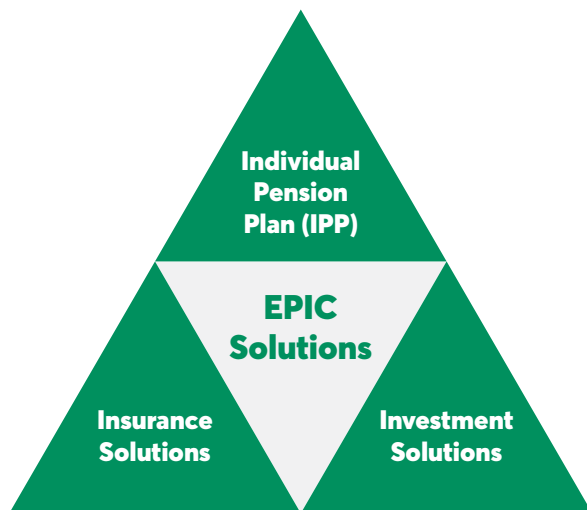 Individual
Pension
Plan (IPP)
EPIC
Solutions
Insurance
Solutions
Investment
Solutions